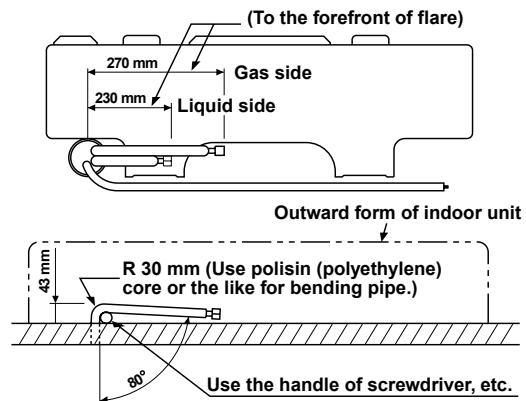 (To the forefront of flare)
270 mm
Gas side
230 mm
Liquid side
Outward form of indoor unit
43 mm
R 30 mm (Use polisin (polyethylene)
core or the like for bending pipe.)
80°
Use the handle of screwdriver, etc.